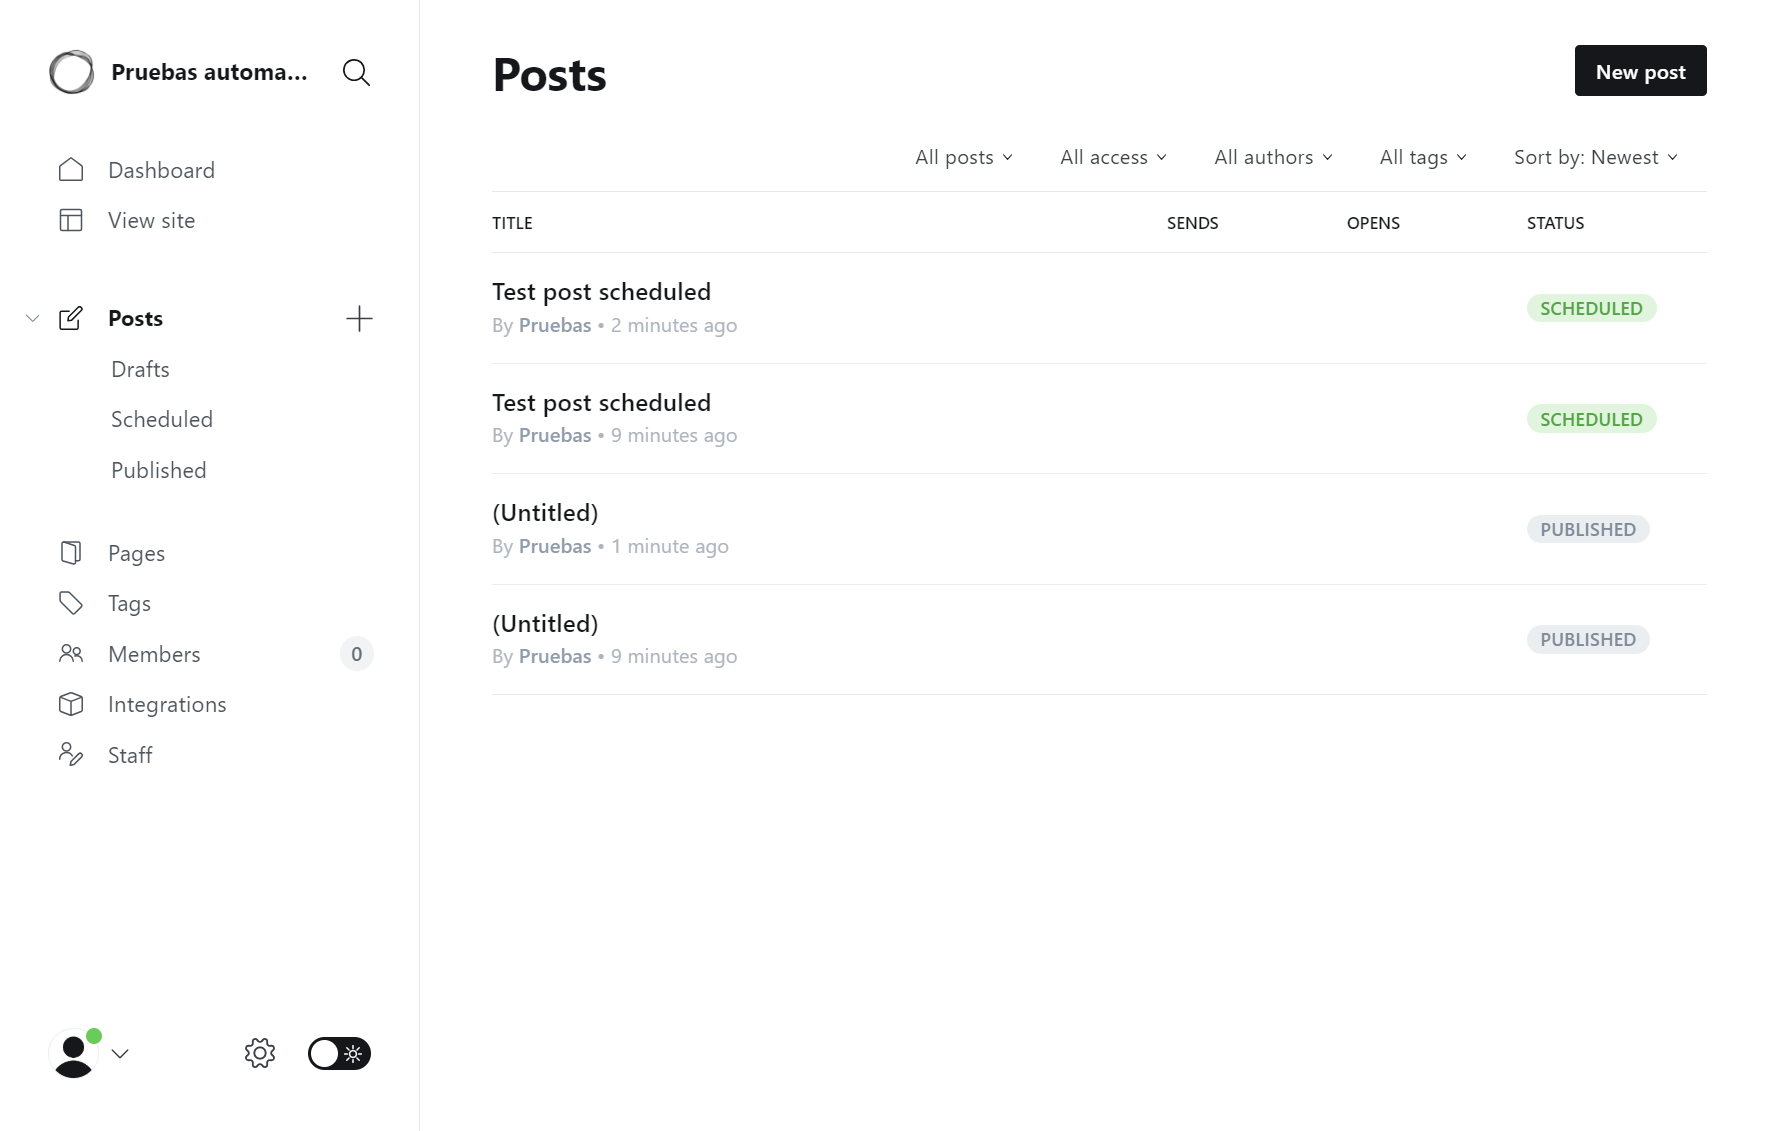 Pruebas automa...
Dashboard
View site
Posts
Drafts
Scheduled
Published
Pages
Tags
Members 0
Integrations
Staff
Posts
New post
All posts All access All authors All tags Sort by: Newest
TITLE SENDS OPENS STATUS
Test post scheduled
By Pruebas • 2 minutes ago
SCHEDULED
Test post scheduled
By Pruebas • 9 minutes ago
SCHEDULED
(Untitled)
By Pruebas • 1 minute ago
PUBLISHED
(Untitled)
By Pruebas • 9 minutes ago
PUBLISHED